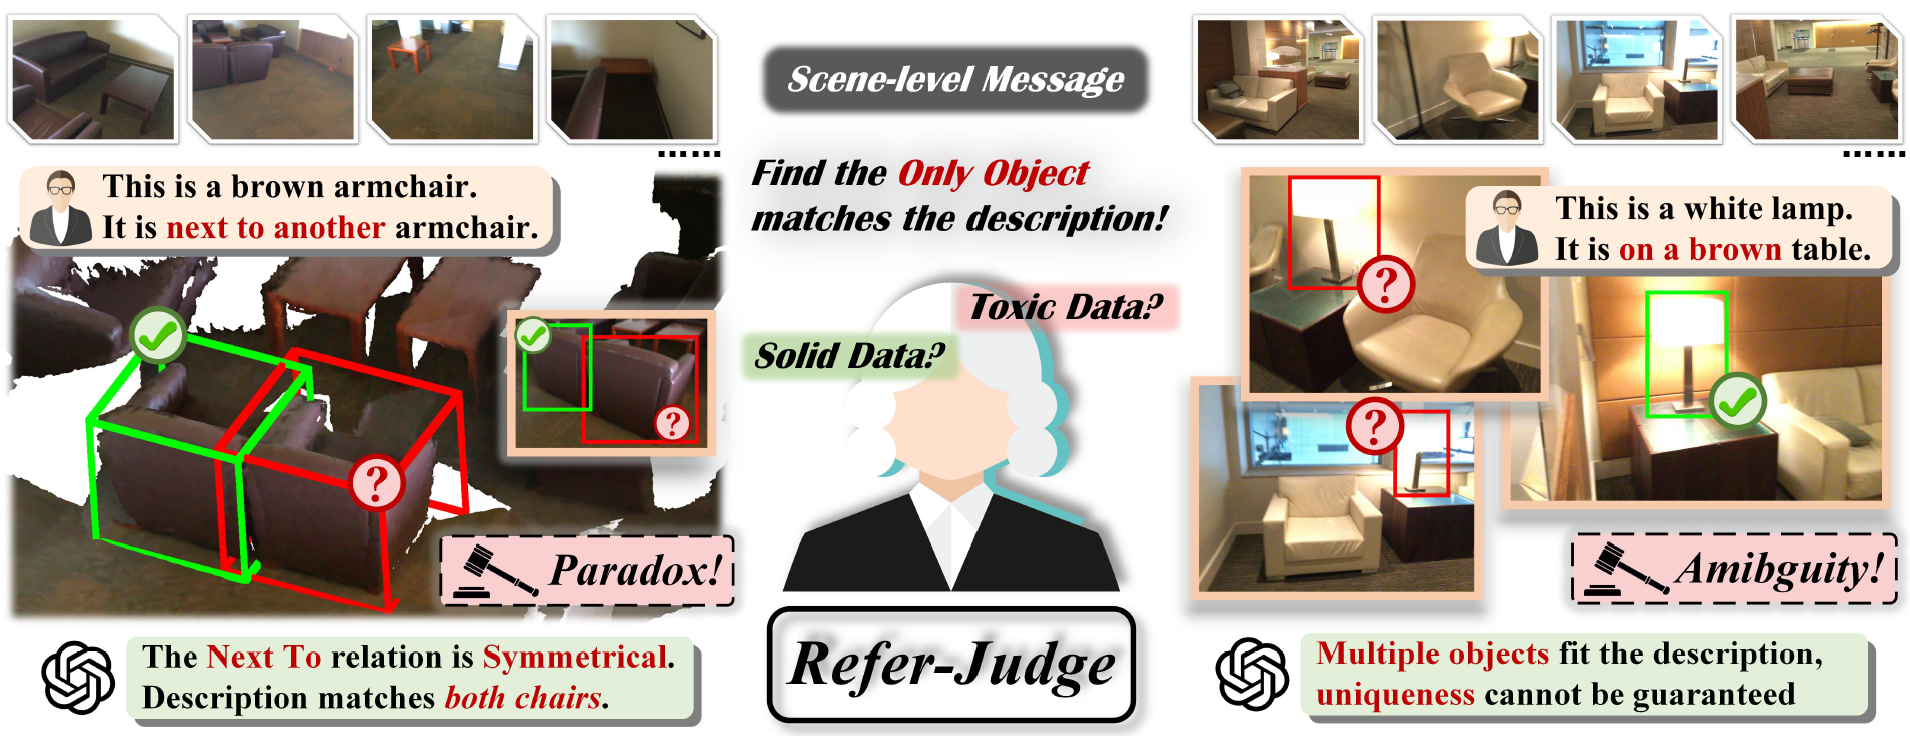 This is a brown armchair.
It is next to another armchair.
Paradox!
The Next To relation is Symmetrical.
Description matches both chairs.
Scene-level Message
Find the Only Object
matches the description!
Toxic Data?
Solid Data?
Refer-Judge
This is a white lamp.
It is on a brown table.
Amibguity!
Multiple objects fit the description,
uniqueness cannot be guaranteed